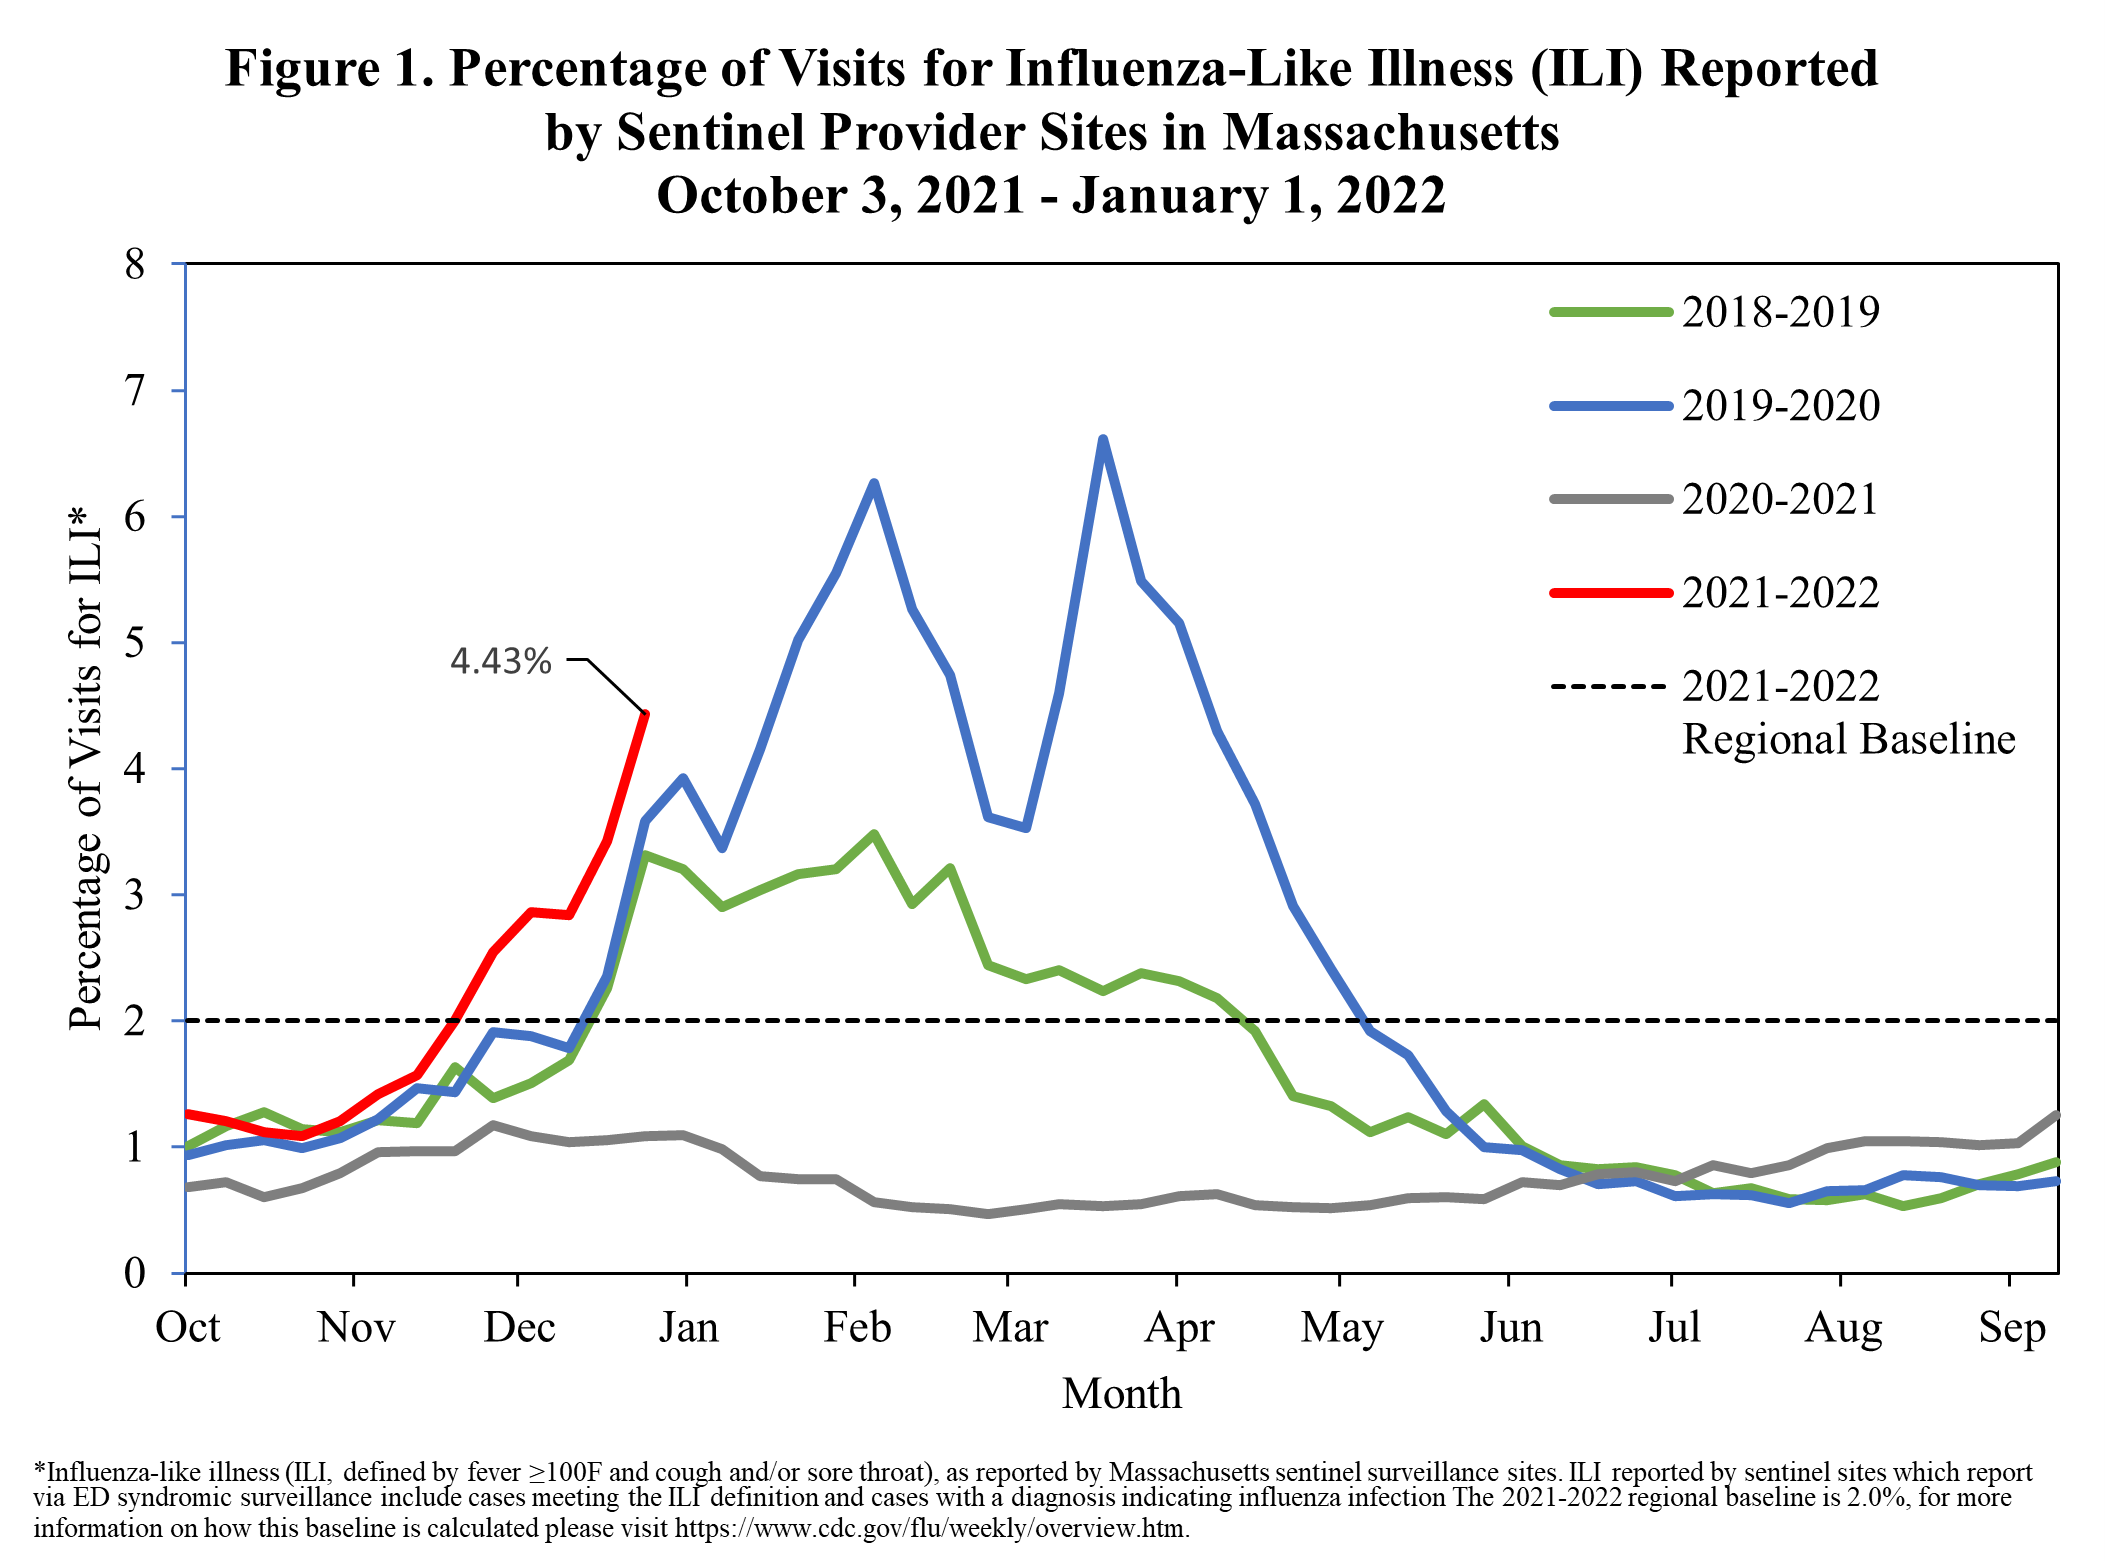 Figure 1. Percentage of Visits for Influenza-Like Illness (ILI) Reported
by Sentinel Provider Sites in Massachusetts
October 3, 2021 - January 1, 2022
8
7
6
5
4
3
2
1
0
Percentage of Visits for ILI*
4.43%
2018-2019
2019-2020
2020-2021
2021-2022
2021-2022
Regional Baseline
Oct Nov Dec Jan Feb Mar Apr May Jun Jul Aug Sep
Month
*Influenza-like illness (ILI, defined by fever ≥100F and cough and/or sore throat), as reported by Massachusetts sentinel surveillance sites. ILI reported by sentinel sites which report
via ED syndromic surveillance include cases meeting the ILI definition and cases with a diagnosis indicating influenza infection The 2021-2022 regional baseline is 2.0%, for more
information on how this baseline is calculated please visit https://www.cdc.gov/flu/weekly/overview.htm.